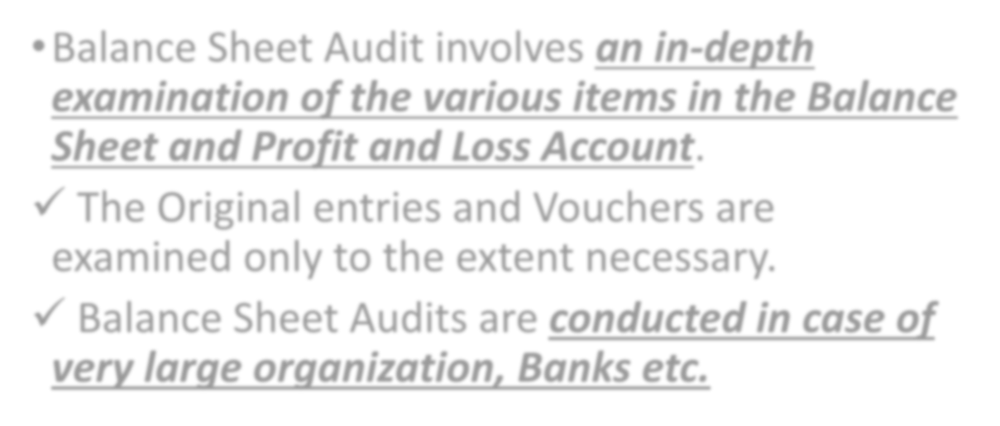 • Balance Sheet Audit involves an in-depth
examination of the various items in the Balance
Sheet and Profit and Loss Account.
✓ The Original entries and Vouchers are
examined only to the extent necessary.
✓ Balance Sheet Audits are conducted in case of
very large organization, Banks etc.